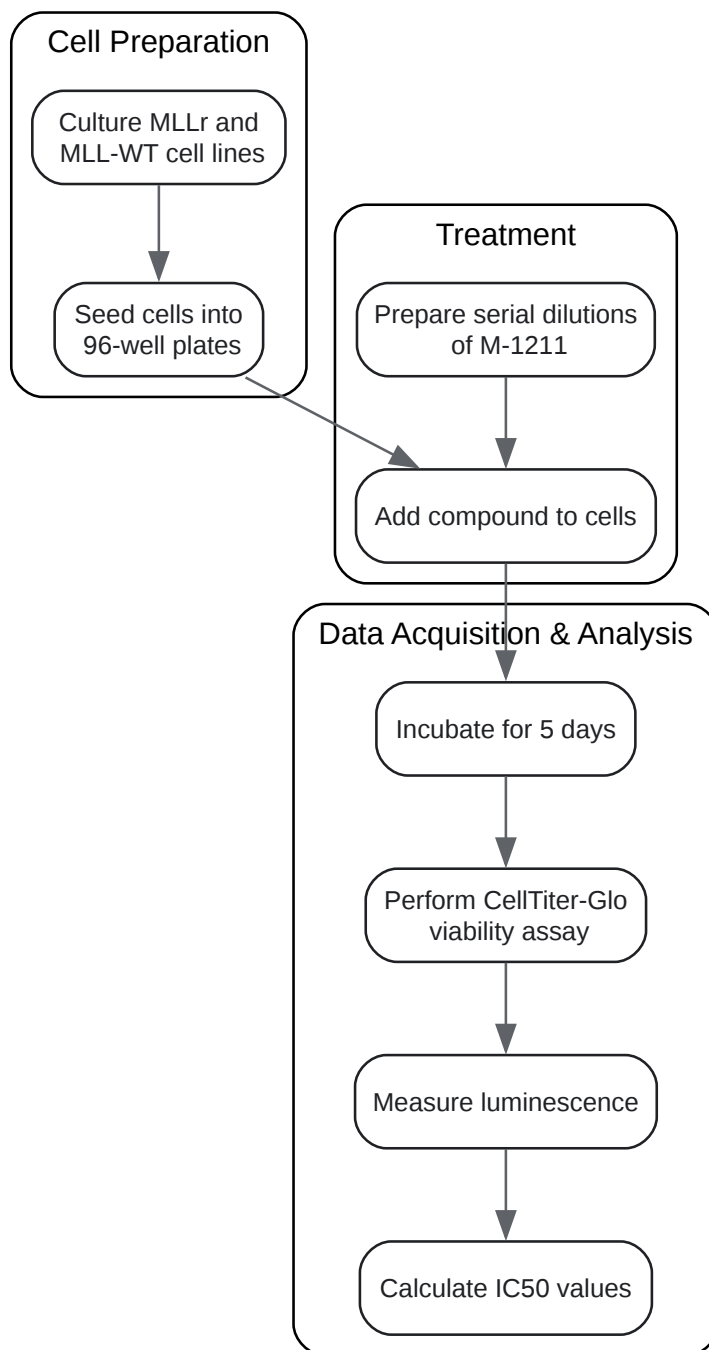 Cell Preparation
Culture MLLr and
MLL-WT cell lines
Seed cells into
96-well plates
Treatment
Prepare serial dilutions
of M-1211
Add compound to cells
Data Acquisition & Analysis
Incubate for 5 days
Perform CellTiter-Glo
viability assay
Measure luminescence
Calculate IC50 values